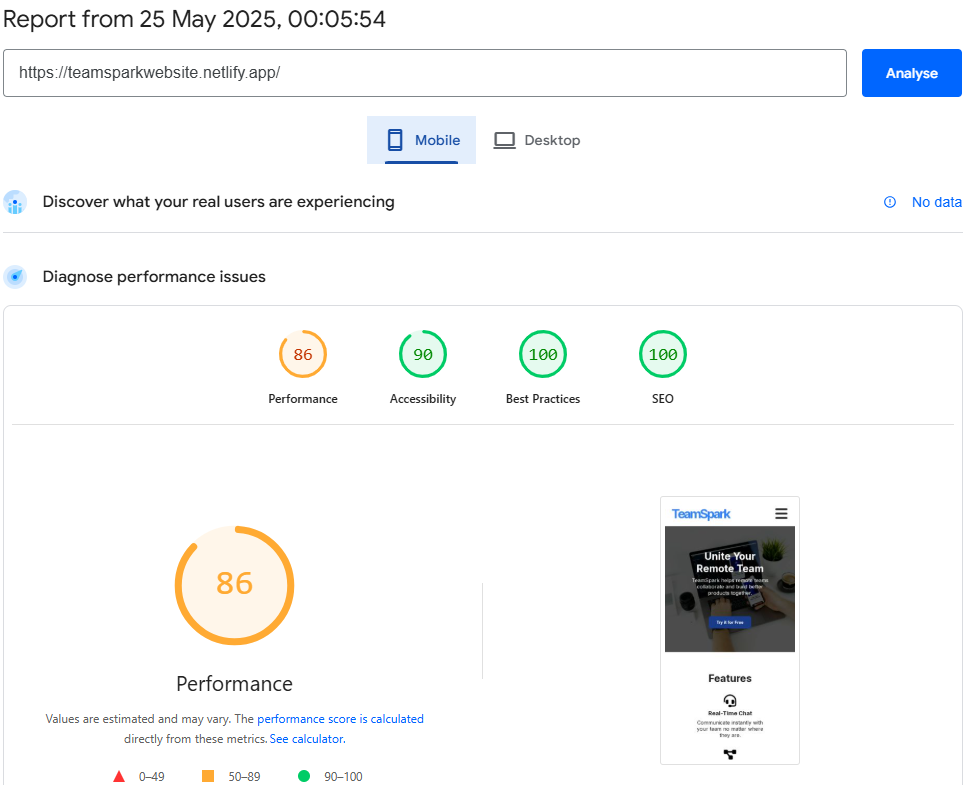 Report from 25 May 2025, 00:05:54
https://teamsparkwebsite.netlify.app/
Analyse
Mobile
Desktop
Discover what your real users are experiencing
No data
Diagnose performance issues
86
90
100
100
Performance
Accessibility
Best Practices
SEO
86
Performance
Values are estimated and may vary. The performance score is calculated
directly from these metrics. See calculator.
0–49
50–89
90–100
TeamSpark
Unite Your
Remote Team
TeamSpark helps remote teams
collaborate and build better
products together.
Try it for Free
Features
Real-Time Chat
Communicate instantly with
your team no matter where
they are.